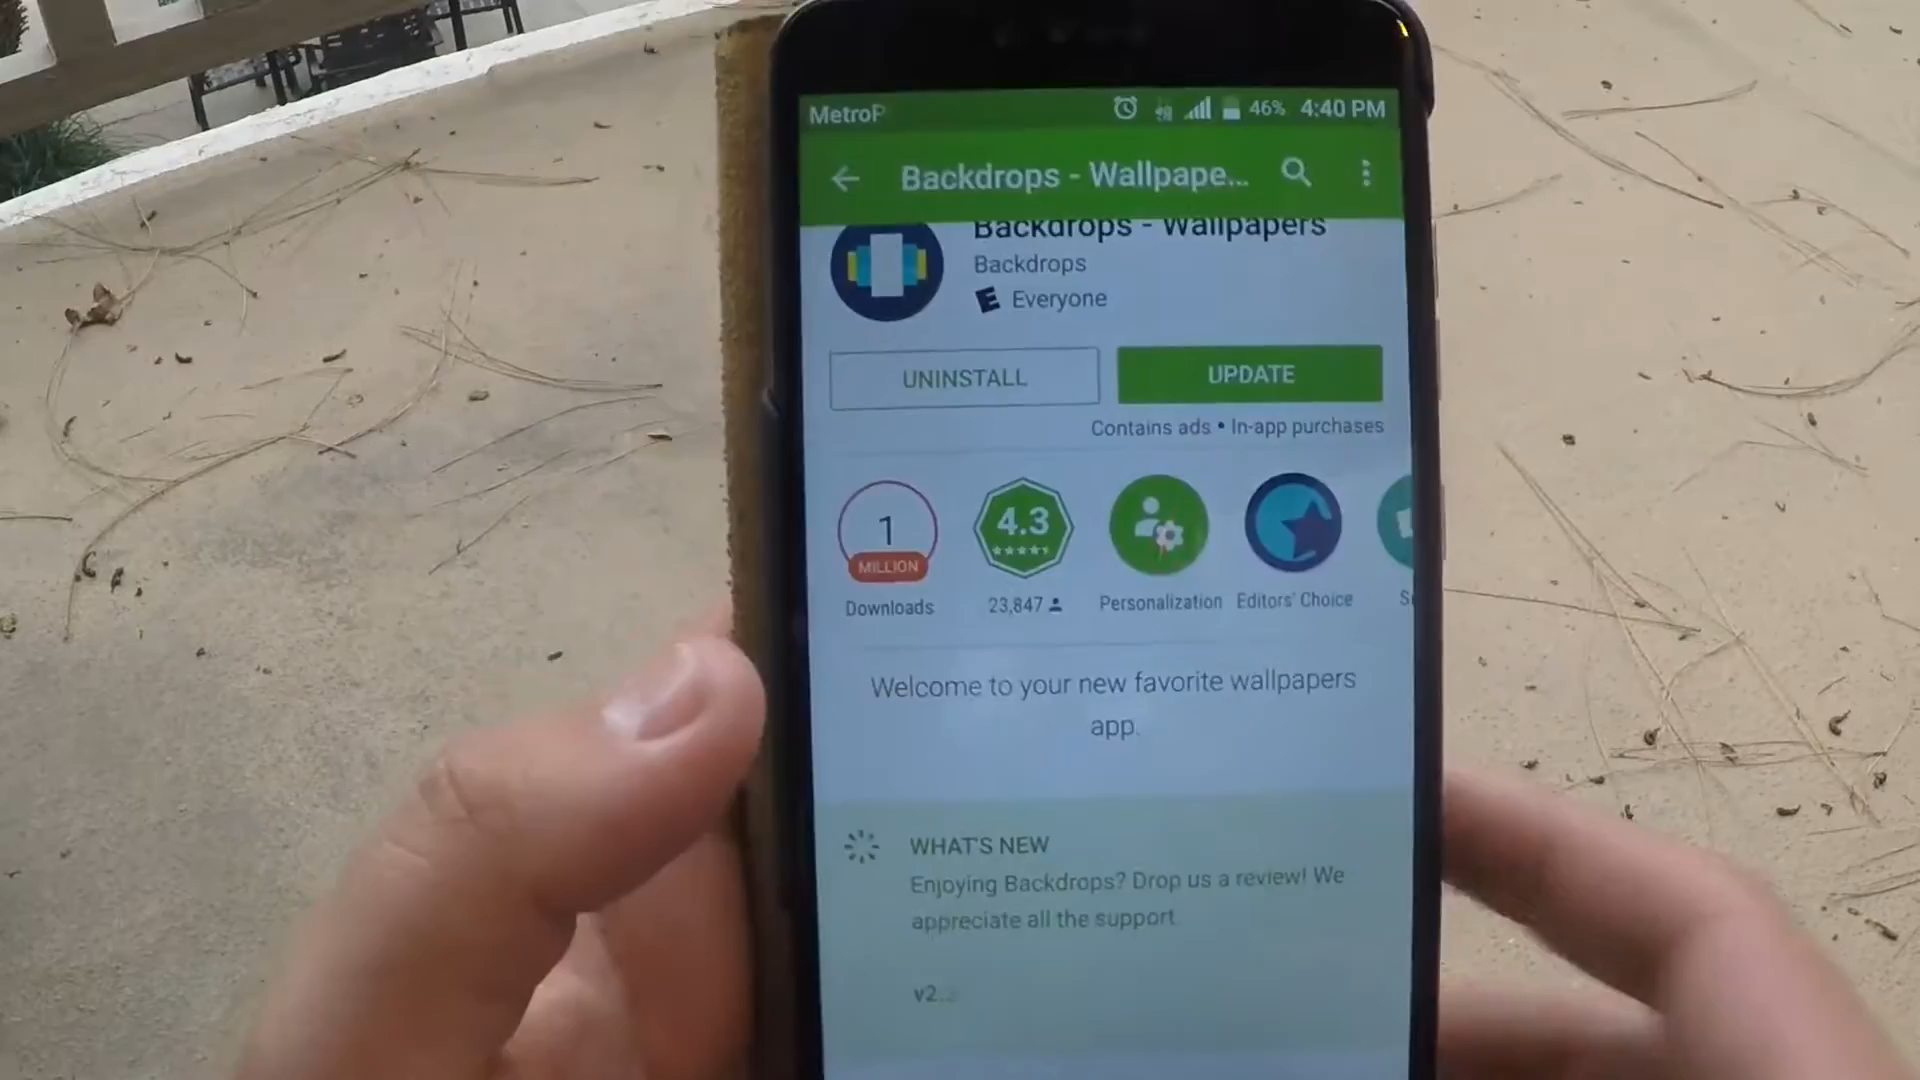 MetroP
46% 4:40 PM
Backdrops - Wallpape...
Backdrops - Wallpapers
Backdrops
E Everyone
UNINSTALL
UPDATE
Contains ads • In-app purchases
1
MILLION
Downloads
4.3
23,847
Personalization
Editors' Choice
Welcome to your new favorite wallpapers
app.
WHAT'S NEW
Enjoying Backdrops? Drop us a review! We
appreciate all the support.